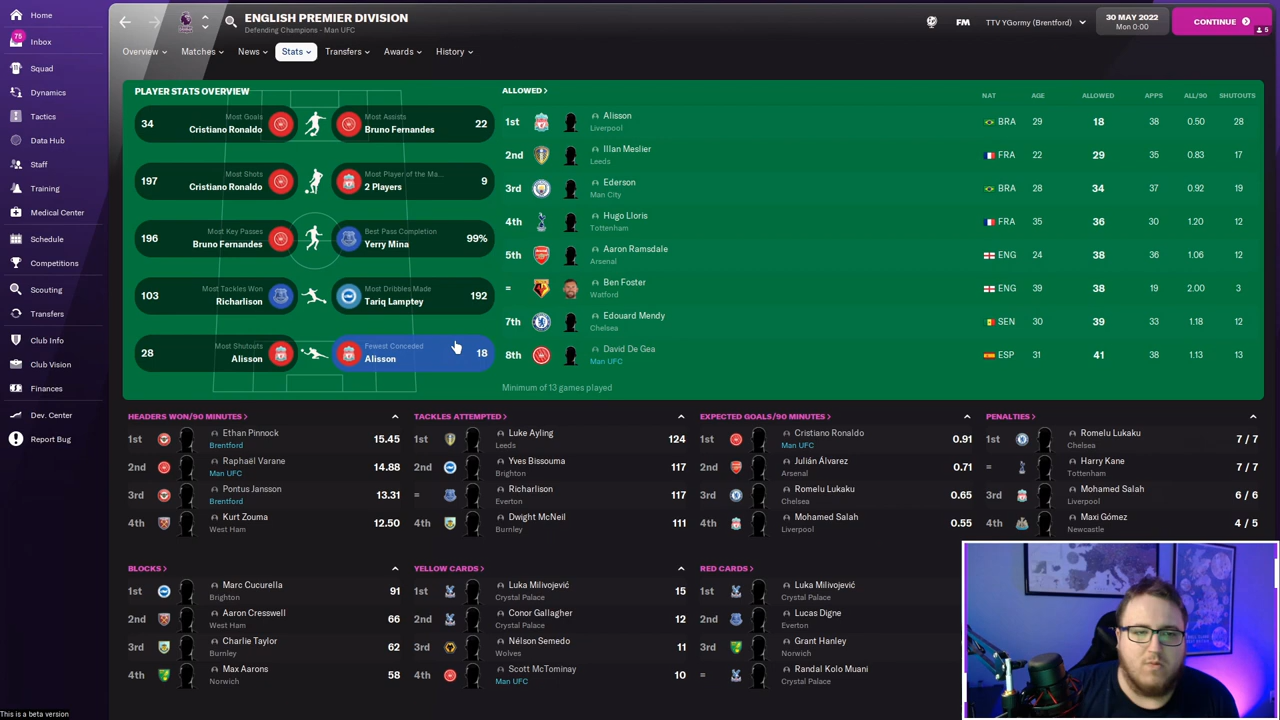 Home
75
Inbox
Squad
Dynamics
Tactics
Data Hub
Staff
Training
Medical Center
Schedule
Competitions
Scouting
Transfers
Club Info
Club Vision
Finances
Dev. Center
Report Bug
This is a beta version
ENGLISH PREMIER DIVISION
Defending Champions - Man UFC
FM
TTV YGormy (Brentford)
30 MAY 2022
Mon 0:00
CONTINUE
5
Overview
Matches
News
Stats
Transfers
Awards
History
PLAYER STATS OVERVIEW
34
Most Goals
Cristiano Ronaldo
Most Assists
Bruno Fernandes
22
197
Most Shots
Cristiano Ronaldo
Most Player of the Ma...
2 Players
9
196
Most Key Passes
Bruno Fernandes
Best Pass Completion
Yerry Mina
99%
103
Most Tackles Won
Richarlison
Most Dribbles Made
Tariq Lamptey
192
28
Most Shutouts
Alisson
Fewest Conceded
Alisson
18
ALLOWED >
NAT AGE ALLOWED APPS ALL/90 SHUTOUTS
1st Alisson BRA 29 18 38 0.50 28
Liverpool
2nd Illan Meslier FRA 22 29 35 0.83 17
Leeds
3rd Ederson BRA 28 34 37 0.92 19
Man City
4th Hugo Lloris FRA 35 36 30 1.20 12
Tottenham
5th Aaron Ramsdale ENG 24 38 36 1.06 12
Arsenal
= Ben Foster ENG 39 38 19 2.00 3
Watford
7th Edouard Mendy SEN 30 39 33 1.18 12
Chelsea
8th David De Gea ESP 31 41 38 1.13 13
Man UFC
Minimum of 13 games played
HEADERS WON/90 MINUTES >
1st Ethan Pinnock 15.45
Brentford
2nd Raphaël Varane 14.88
Man UFC
3rd Pontus Jansson 13.31
Brentford
4th Kurt Zouma 12.50
West Ham
TACKLES ATTEMPTED >
1st Luke Ayling 124
Leeds
2nd Yves Bissouma 117
Brighton
= Richarlison 117
Everton
4th Dwight McNeil 111
Burnley
EXPECTED GOALS/90 MINUTES >
1st Cristiano Ronaldo 0.91
Man UFC
2nd Julián Álvarez 0.71
Arsenal
3rd Romelu Lukaku 0.65
Chelsea
4th Mohamed Salah 0.55
Liverpool
PENALTIES >
1st Romelu Lukaku 7 / 7
Chelsea
= Harry Kane 7 / 7
Tottenham
3rd Mohamed Salah 6 / 6
Liverpool
4th Maxi Gómez 4 / 5
Newcastle
BLOCKS >
1st Marc Cucurella 91
Brighton
2nd Aaron Cresswell 66
West Ham
3rd Charlie Taylor 62
Burnley
4th Max Aarons 58
Norwich
YELLOW CARDS >
1st Luka Milivojević 15
Crystal Palace
2nd Conor Gallagher 12
Crystal Palace
3rd Nélson Semedo 11
Wolves
4th Scott McTominay 10
Man UFC
RED CARDS >
1st Luka Milivojević
Crystal Palace
2nd Lucas Digne
Everton
= Grant Hanley
Norwich
= Randal Kolo Muani
Crystal Palace